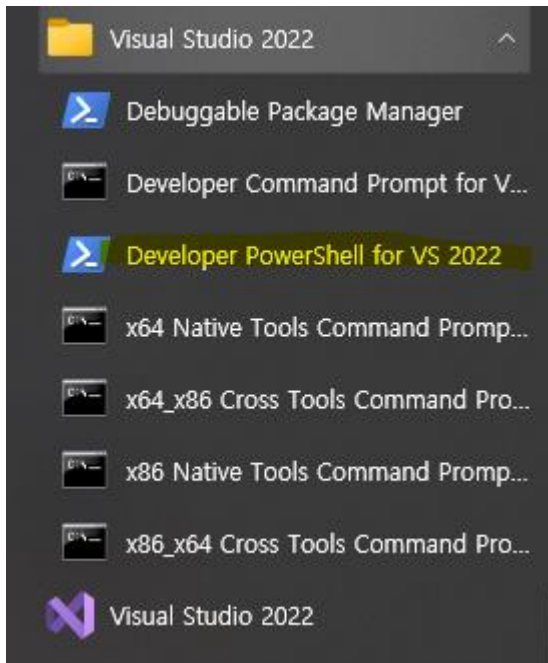 Visual Studio 2022
Debuggable Package Manager
Developer Command Prompt for V...
Developer PowerShell for VS 2022
x64 Native Tools Command Promp...
x64_x86 Cross Tools Command Pro...
x86 Native Tools Command Promp...
x86_x64 Cross Tools Command Pro...
Visual Studio 2022